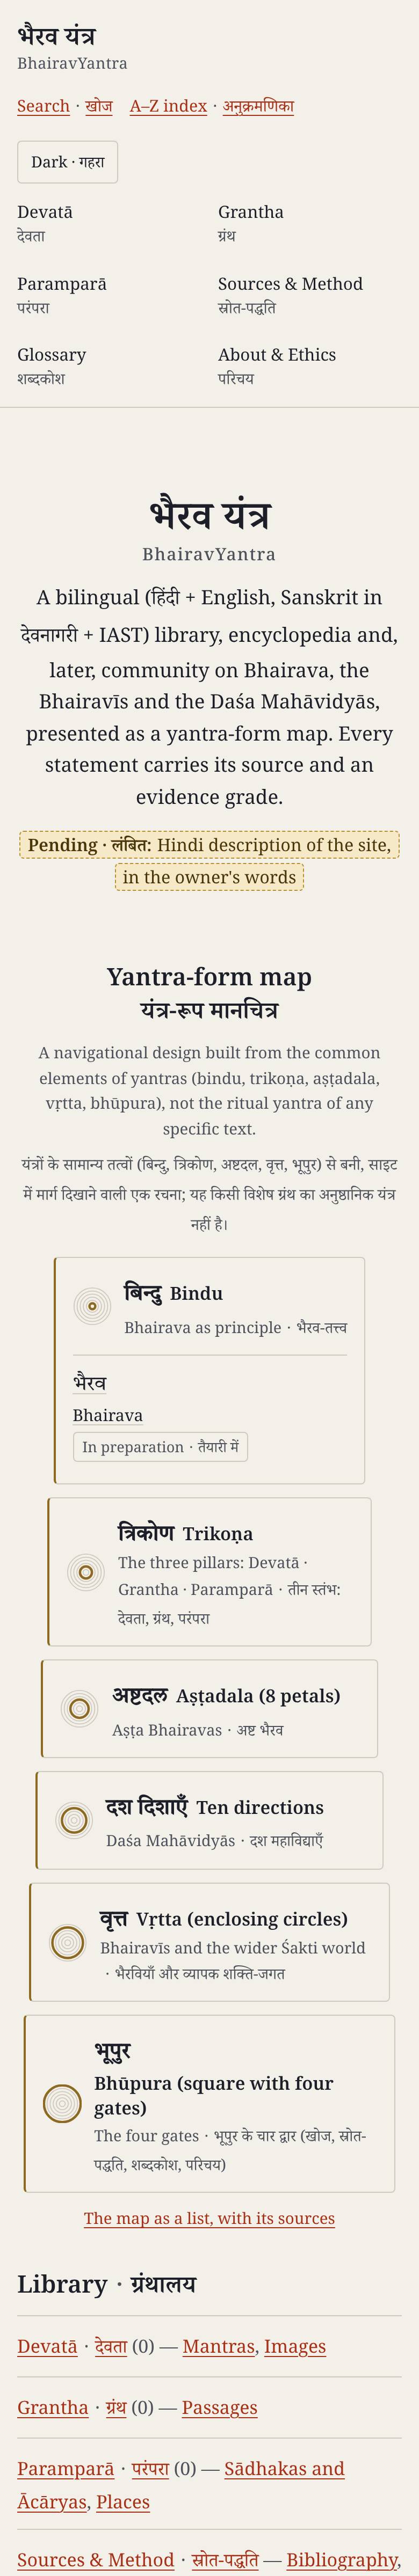 भैरव यंत्र
BhairavYantra
Search · खोज A–Z index · अनुक्रमणिका
Dark · गहरा
Devatā
देवता
Grantha
ग्रंथ
Paramparā
परंपरा
Sources & Method
स्रोत-पद्धति
Glossary
शब्दकोश
About & Ethics
परिचय
भैरव यंत्र
BhairavYantra
A bilingual (हिंदी + English, Sanskrit in
देवनागरी + IAST) library, encyclopedia and,
later, community on Bhairava, the
Bhairavīs and the Daśa Mahāvidyās,
presented as a yantra-form map. Every
statement carries its source and an
evidence grade.
Pending · लंबित: Hindi description of the site,
in the owner's words
Yantra-form map
यंत्र-रूप मानचित्र
A navigational design built from the common
elements of yantras (bindu, trikoṇa, aṣṭadala,
vṛtta, bhūpura), not the ritual yantra of any
specific text.
यंत्रों के सामान्य तत्वों (बिन्दु, त्रिकोण, अष्टदल, वृत्त, भूपुर) से बनी, साइट
में मार्ग दिखाने वाली एक रचना; यह किसी विशेष ग्रंथ का अनुष्ठानिक यंत्र
नहीं है।
बिन्दु Bindu
Bhairava as principle · भैरव-तत्त्व
भैरव
Bhairava
In preparation · तैयारी में
त्रिकोण Trikoṇa
The three pillars: Devatā ·
Grantha · Paramparā · तीन स्तंभ:
देवता, ग्रंथ, परंपरा
अष्टदल Aṣṭadala (8 petals)
Aṣṭa Bhairavas · अष्ट भैरव
दश दिशाएँ Ten directions
Daśa Mahāvidyās · दश महाविद्याएँ
वृत्त Vṛtta (enclosing circles)
Bhairavīs and the wider Śakti world
· भैरवियाँ और व्यापक शक्ति-जगत
भूपुर
Bhūpura (square with four
gates)
The four gates · भूपुर के चार द्वार (खोज, स्रोत-
पद्धति, शब्दकोश, परिचय)
The map as a list, with its sources
Library · ग्रंथालय
Devatā · देवता (0) — Mantras, Images
Grantha · ग्रंथ (0) — Passages
Paramparā · परंपरा (0) — Sādhakas and
Ācāryas, Places
Sources & Method · स्रोत-पद्धति — Bibliography,